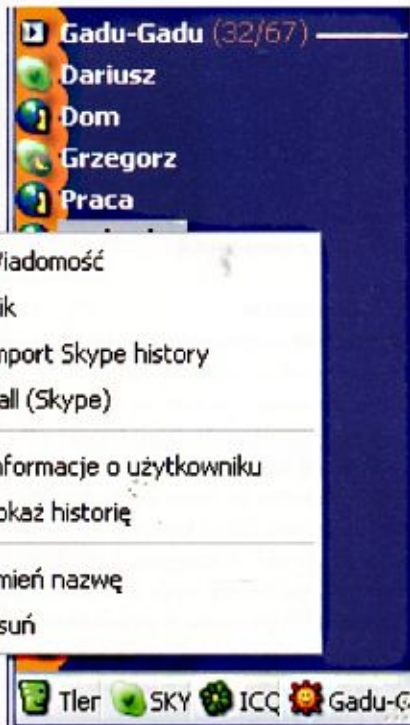 Gadu-Gadu (32/67)
Dariusz
Dom
Grzegorz
Praca
iadomość
ik
mport Skype history
all (Skype)
nformacje o użytkowniku
okaż historię
mień nazwę
suń
Tler SKY ICQ Gadu-G